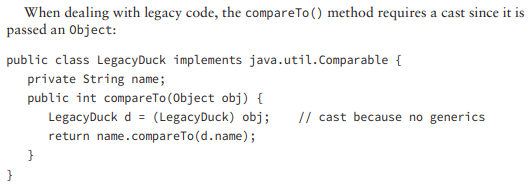 When dealing with legacy code, the compareTo() method requires a cast since it is
passed an Object:
public class LegacyDuck implements java.util.Comparable {
   private String name;
   public int compareTo(Object obj) {
      LegacyDuck d = (LegacyDuck) obj;    // cast because no generics
      return name.compareTo(d.name);
   }
}